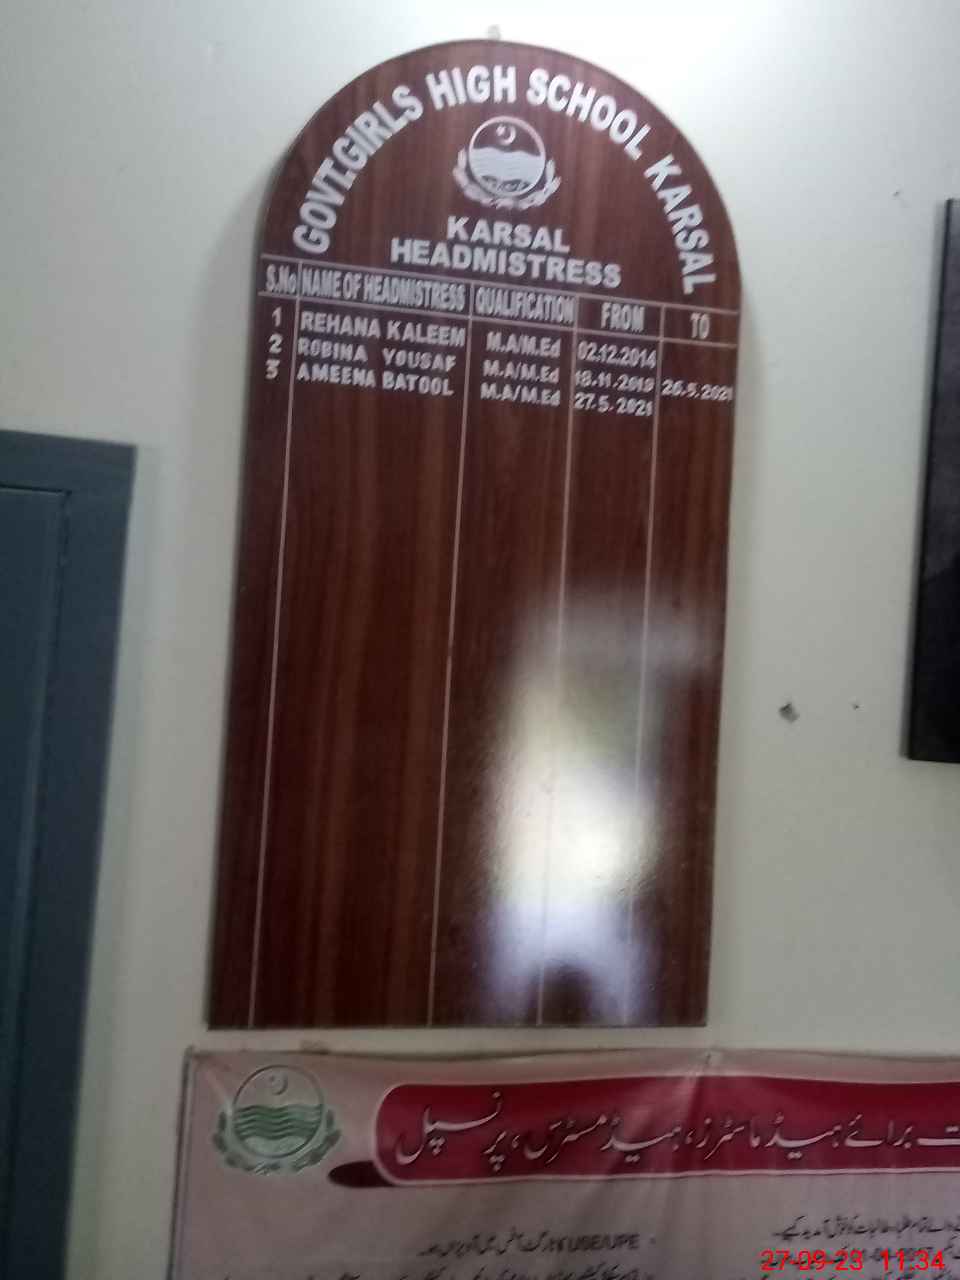 GOVT.GIRLS HIGH SCHOOL KARSAL
KARSAL
HEADMISTRESS
S.No NAME OF HEADMISTRESS QUALIFICATION FROM TO
1 REHANA KALEEM M.A/M.Ed 02.12.2014
2 ROBINA YOUSAF M.A/M.Ed 18.11.2019 26.5.2021
3 AMEENA BATOOL M.A/M.Ed 27.5.2021
برائے ہیڈ ماسٹرز، ہیڈ مسٹرس، پرنسپل
USE/UPE
27-09-23 11:34